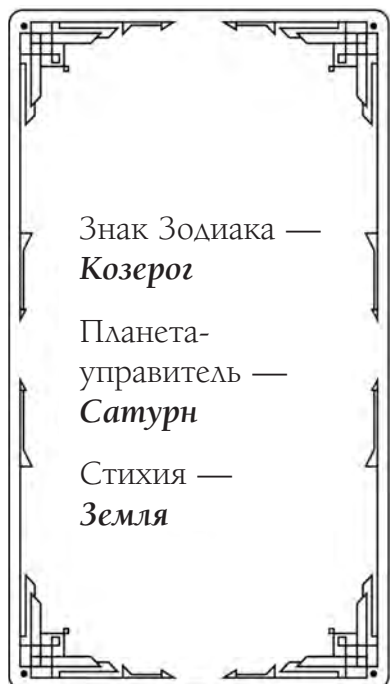 Знак Зодиака —
Козерог
Планета-
управитель —
Сатурн
Стихия —
Земля